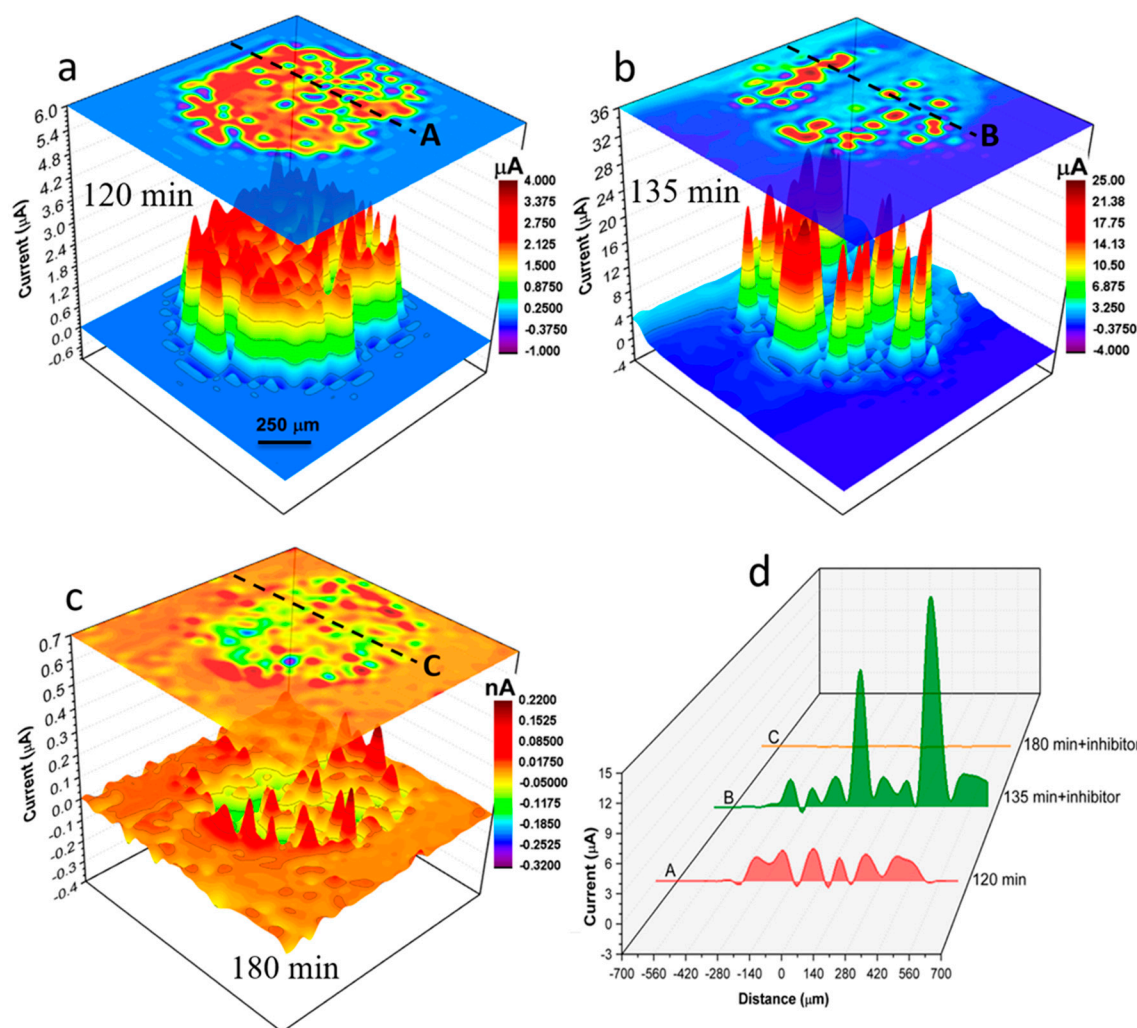 a
6.0
5.4
4.8
4.2
3.6
3.0
2.4
1.8
1.2
0.6
0.0
-0.6
Current (µA)
120 min
A
µA
4.000
3.375
2.750
2.125
1.500
0.8750
0.2500
-0.3750
-1.000
250 µm
b
36
32
28
24
20
16
12
8
4
0
-4
Current (µA)
135 min
B
µA
25.00
21.38
17.75
14.13
10.50
6.875
3.250
-0.3750
-4.000
c
0.7
0.6
0.5
0.4
0.3
0.2
0.1
0.0
-0.1
-0.2
-0.3
-0.4
Current (µA)
C
nA
0.2200
0.1525
0.08500
0.01750
-0.05000
-0.1175
-0.1850
-0.2525
-0.3200
180 min
d
C
180 min+inhibitor
B
135 min+inhibitor
A
120 min
15
12
9
6
3
0
-3
Current (µA)
-700 -560 -420 -280 -140 0 140 280 420 560 700
Distance (µm)